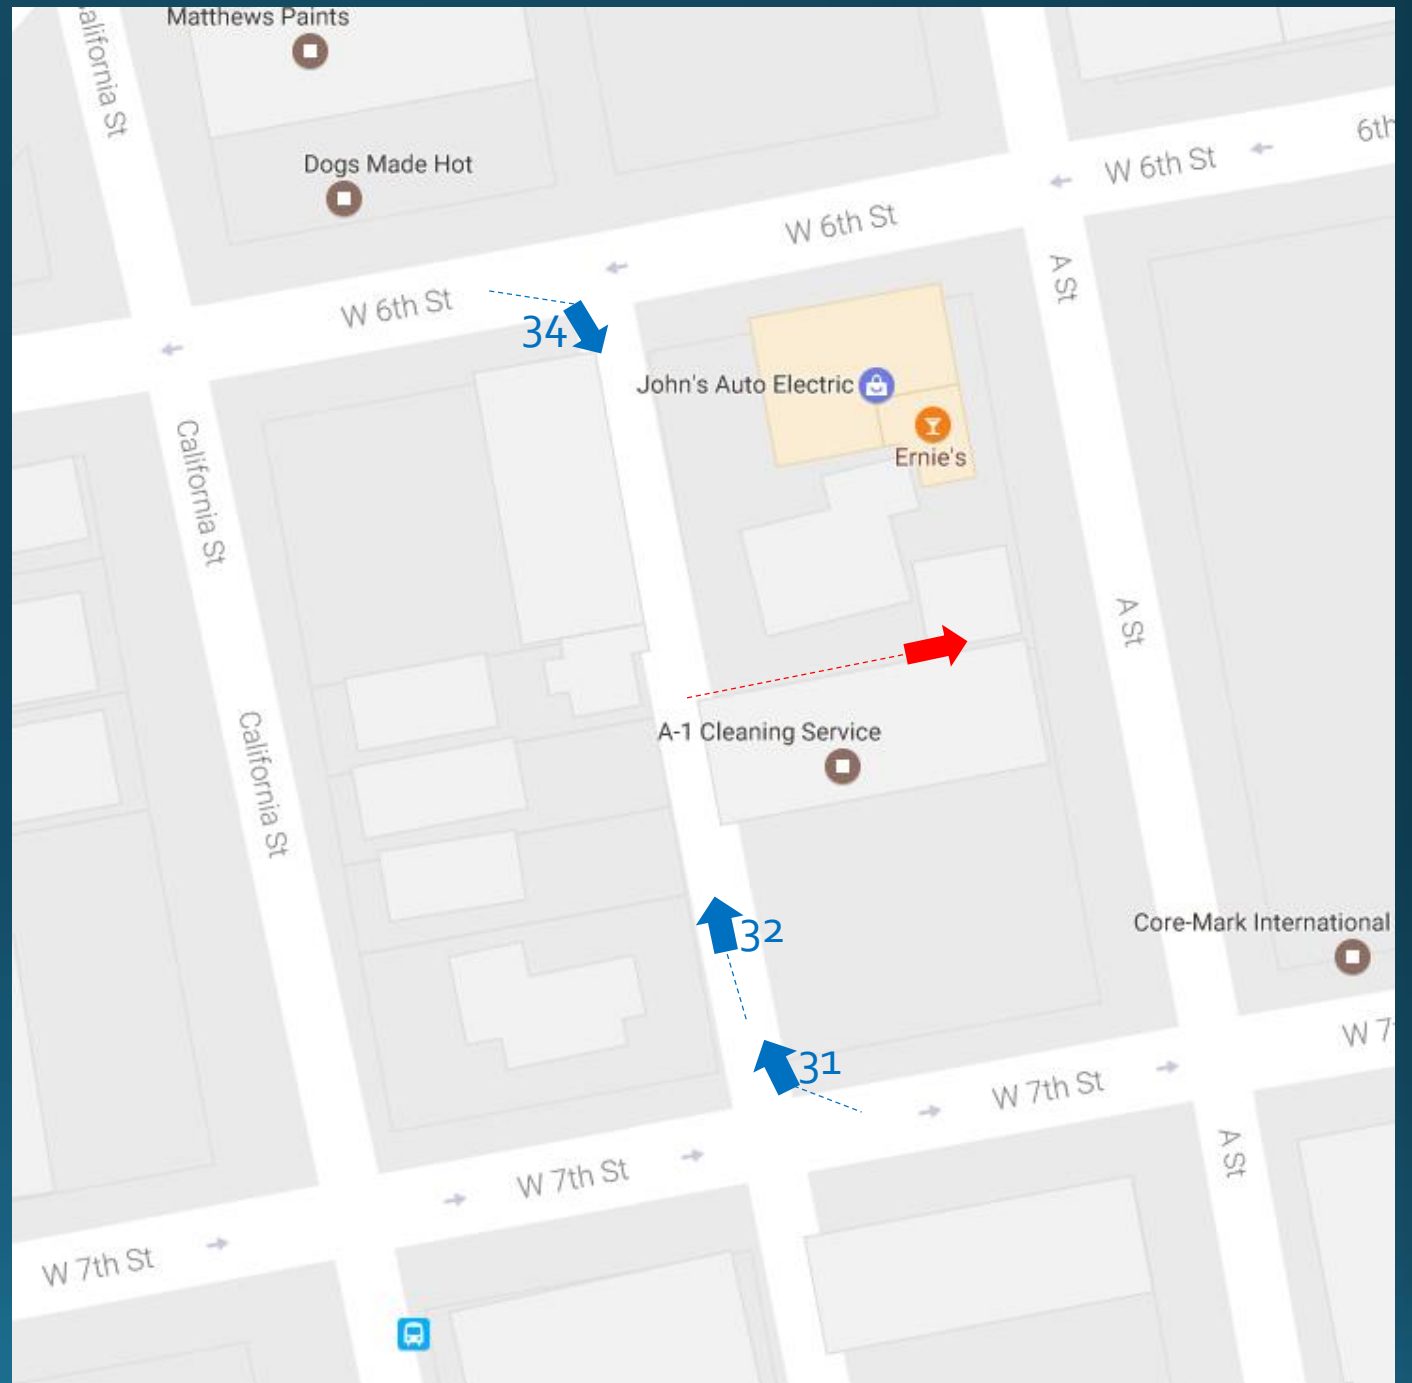 Matthews Paints
alifornia St
Dogs Made Hot
6th
W 6th St
W 6th St
W 6th St
A St
34
John's Auto Electric
Ernie's
California St
A St
California St
A-1 Cleaning Service
32
Core-Mark International
31
W 7
W 7th St
A St
W 7th St
W 7th St